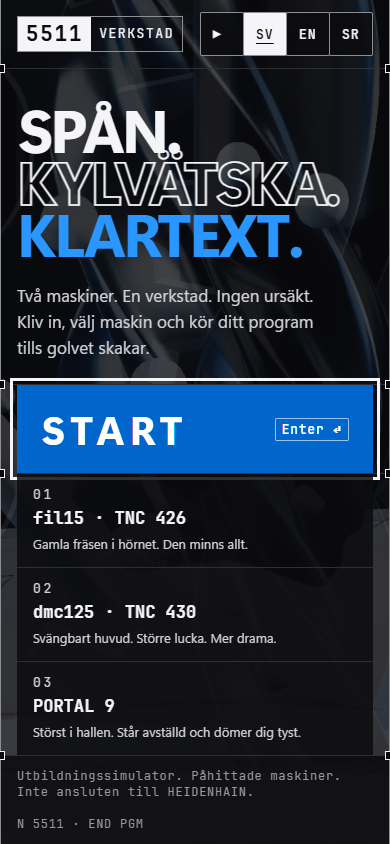 5511 VERKSTAD ▶ SV EN SR
SPÅN.
KYLVÄTSKA.
KLARTEXT.
Två maskiner. En verkstad. Ingen ursäkt.
Kliv in, välj maskin och kör ditt program
tills golvet skakar.
START Enter ⏎
01
fil15 · TNC 426
Gamla fräsen i hörnet. Den minns allt.
02
dmc125 · TNC 430
Svängbart huvud. Större lucka. Mer drama.
03
PORTAL 9
Störst i hallen. Står avställd och dömer dig tyst.
Utbildningssimulator. Påhittade maskiner.
Inte ansluten till HEIDENHAIN.
N 5511 · END PGM